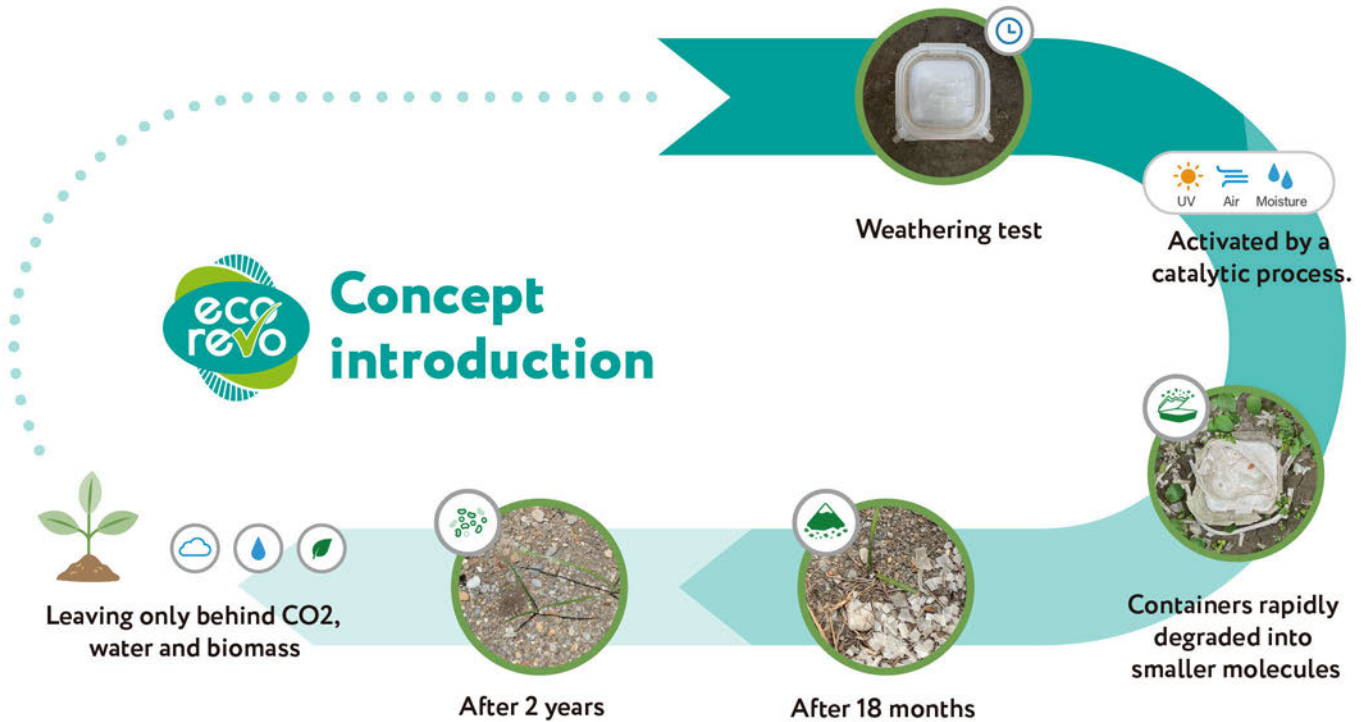 Weathering test
UV Air Moisture
Activated by a
catalytic process.
eco
revo
Concept
introduction
Containers rapidly
degraded into
smaller molecules
After 18 months
After 2 years
Leaving only behind CO2,
water and biomass